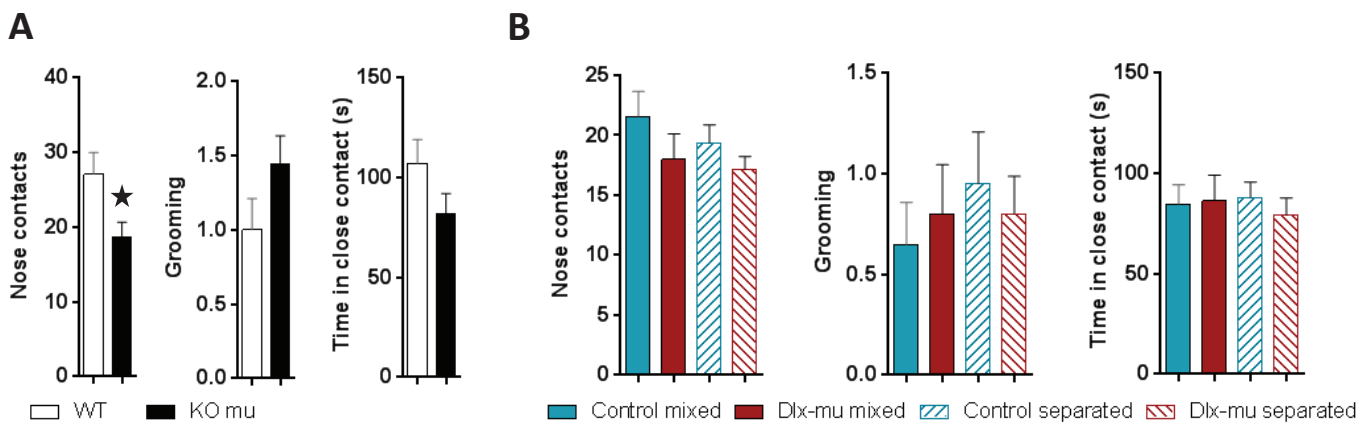 A
B
Nose contacts
40
30
20
10
0
Grooming
2.0
1.5
1.0
0.5
0.0
Time in close contact (s)
150
100
50
0
WT
KO mu
Nose contacts
25
20
15
10
5
0
Grooming
1.5
1.0
0.5
0.0
Time in close contact (s)
150
100
50
0
Control mixed
Dlx-mu mixed
Control separated
Dlx-mu separated